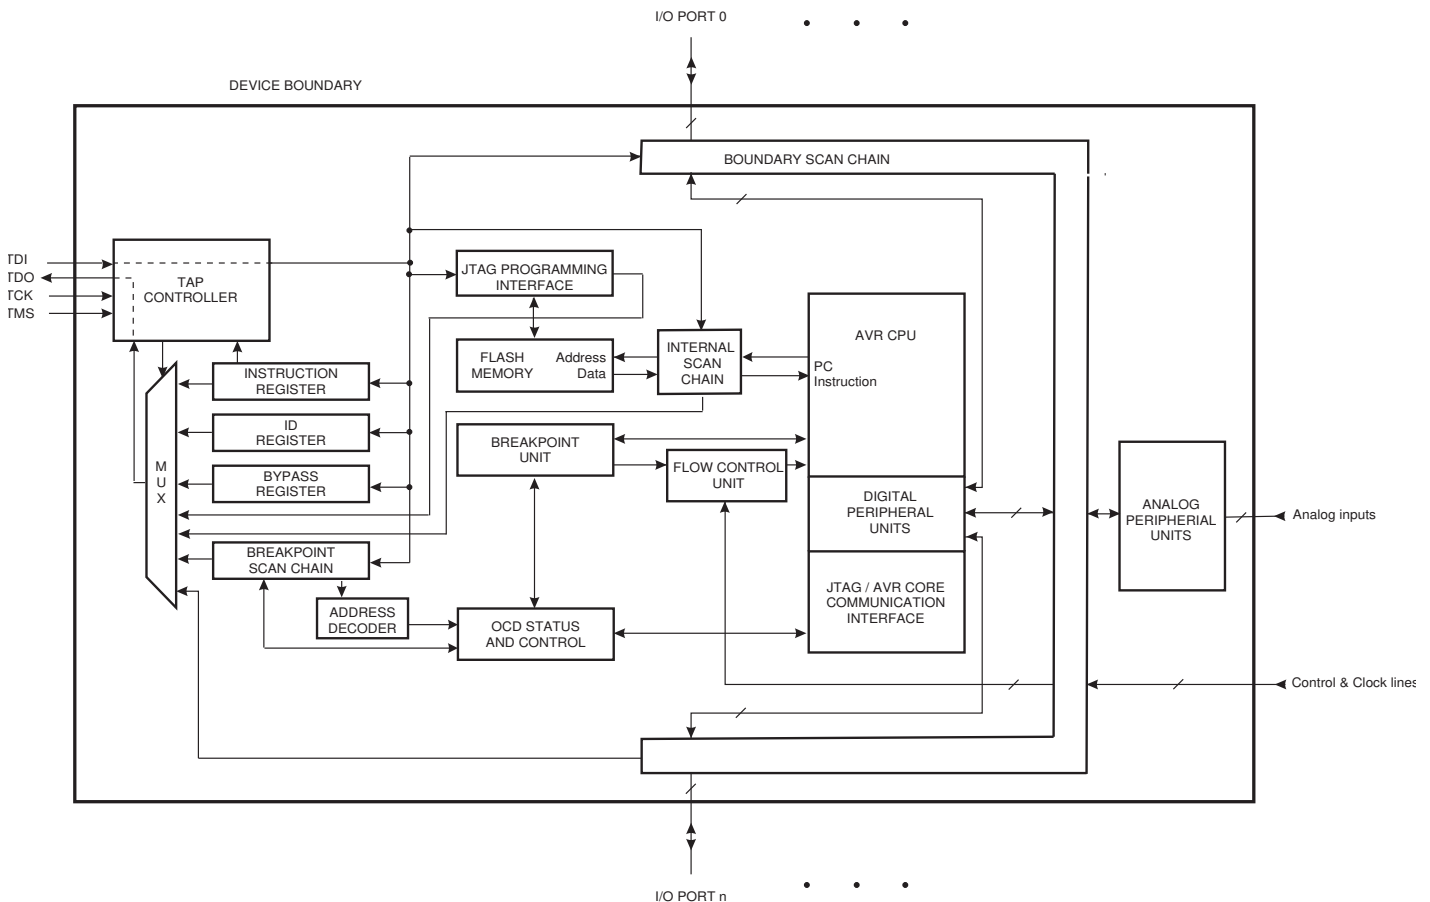 I/O PORT 0
DEVICE BOUNDARY
BOUNDARY SCAN CHAIN
TDI
TDO
TCK
TMS
TAP
CONTROLLER
JTAG PROGRAMMING
INTERFACE
AVR CPU
FLASH
MEMORY
Address
Data
INTERNAL
SCAN
CHAIN
PC
Instruction
INSTRUCTION
REGISTER
ID
REGISTER
BREAKPOINT
UNIT
FLOW CONTROL
UNIT
M
U
X
BYPASS
REGISTER
DIGITAL
PERIPHERAL
UNITS
ANALOG
PERIPHERIAL
UNITS
Analog inputs
BREAKPOINT
SCAN CHAIN
ADDRESS
DECODER
OCD STATUS
AND CONTROL
JTAG / AVR CORE
COMMUNICATION
INTERFACE
Control & Clock lines
I/O PORT n